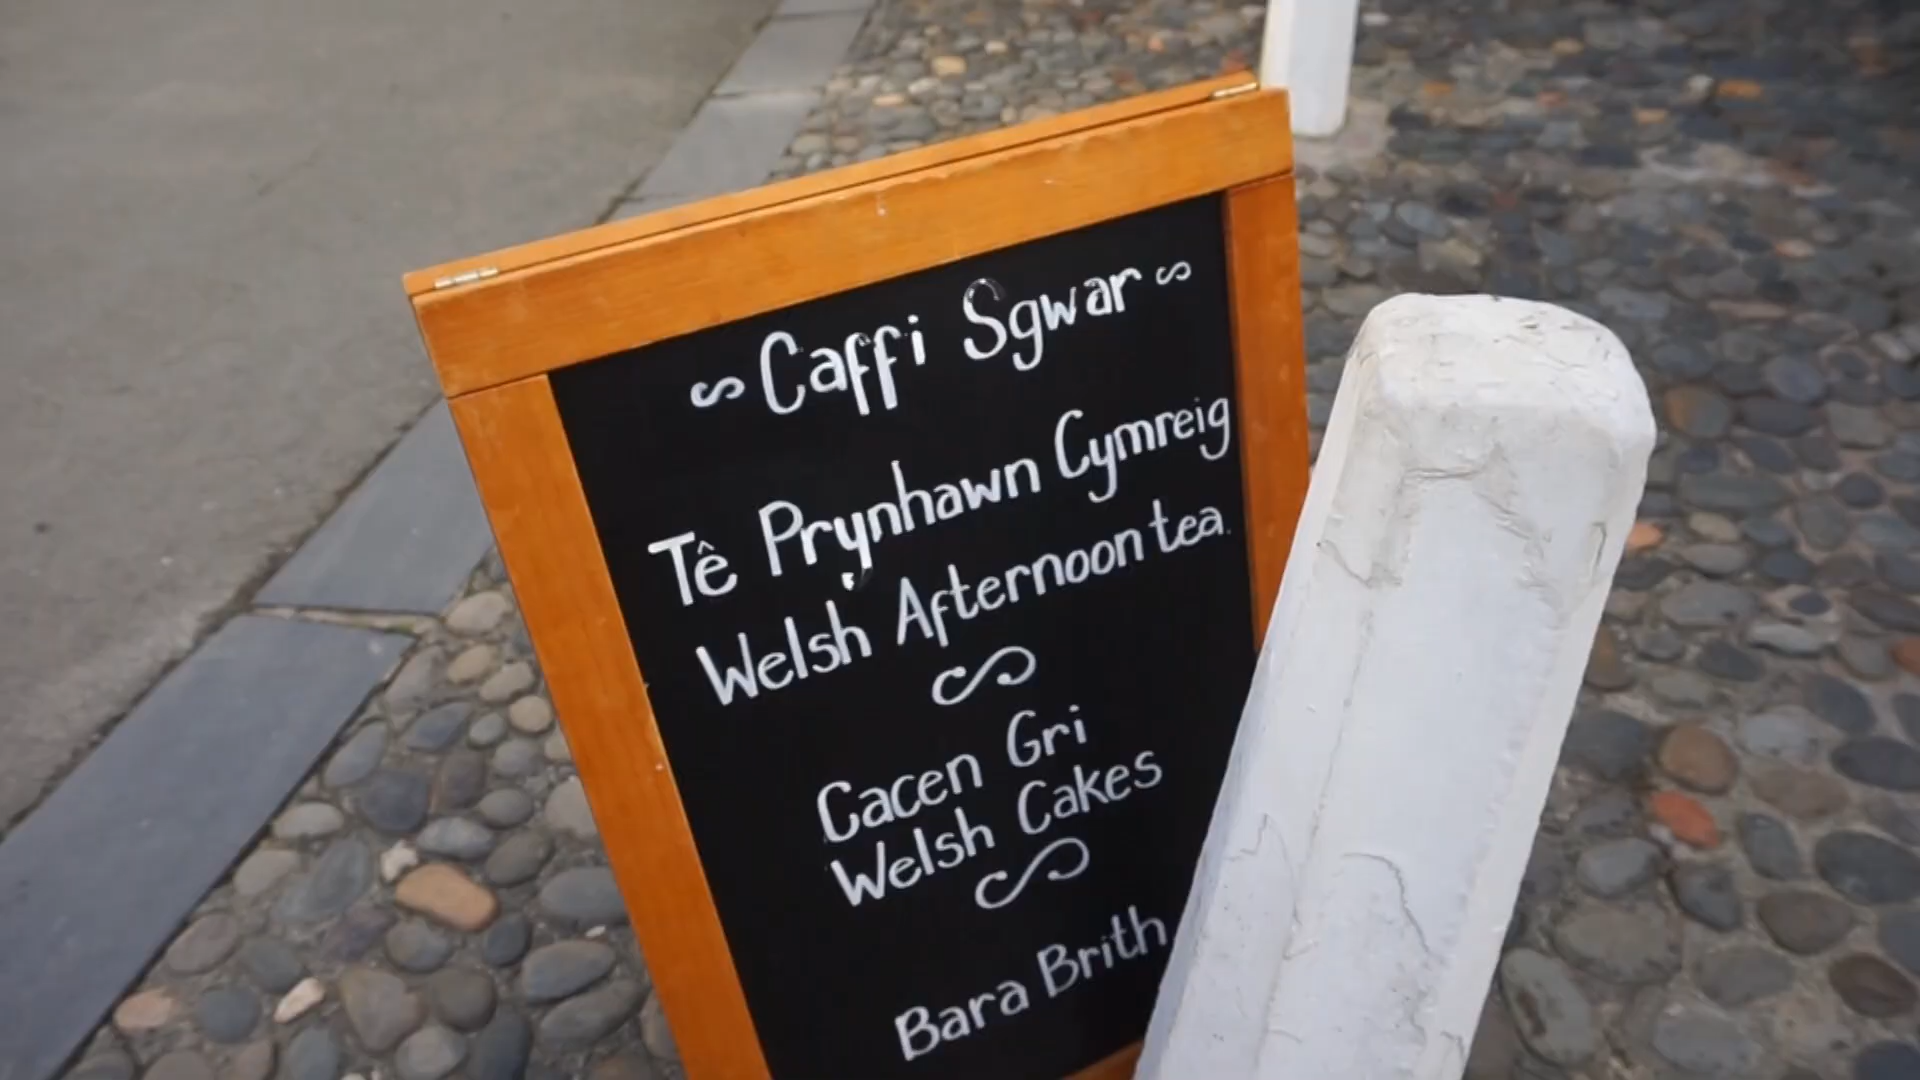 Caffi Sgwar
Tê Prynhawn Cymreig
Welsh Afternoon tea.
Cacen Gri
Welsh Cakes
Bara Brith